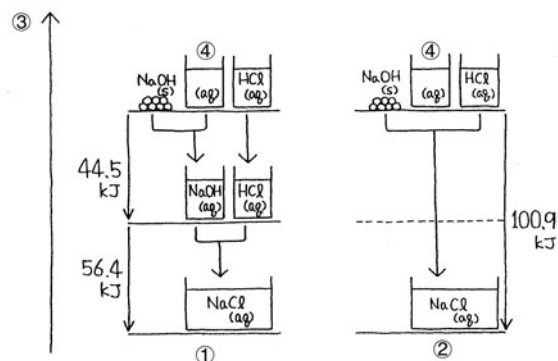 ③
④
NaOH
(s)
(aq)
HCl
(aq)
44.5
kJ
NaOH
(aq)
HCl
(aq)
56.4
kJ
NaCl
(aq)
①
④
NaOH
(s)
(aq)
HCl
(aq)
100.9
kJ
NaCl
(aq)
②